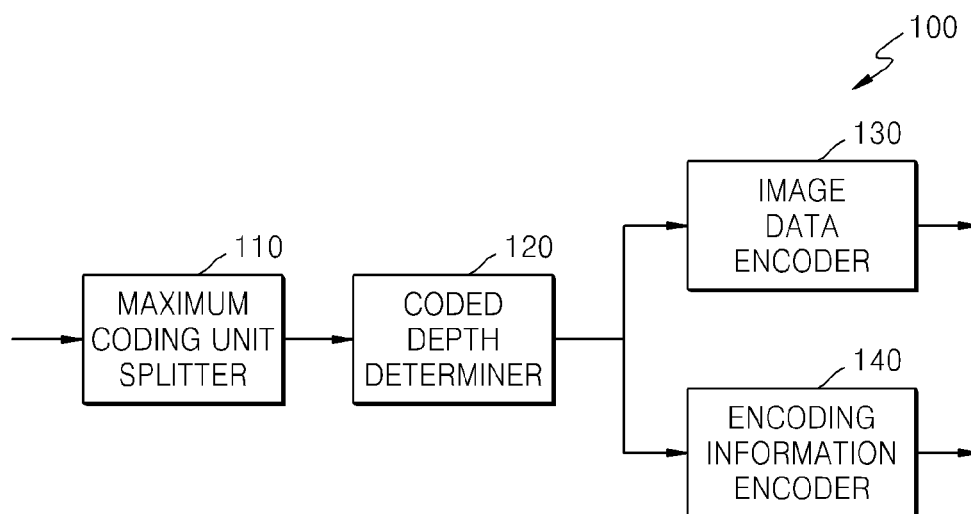 100
130
IMAGE
DATA
ENCODER
110
MAXIMUM
CODING UNIT
SPLITTER
120
CODED
DEPTH
DETERMINER
140
ENCODING
INFORMATION
ENCODER